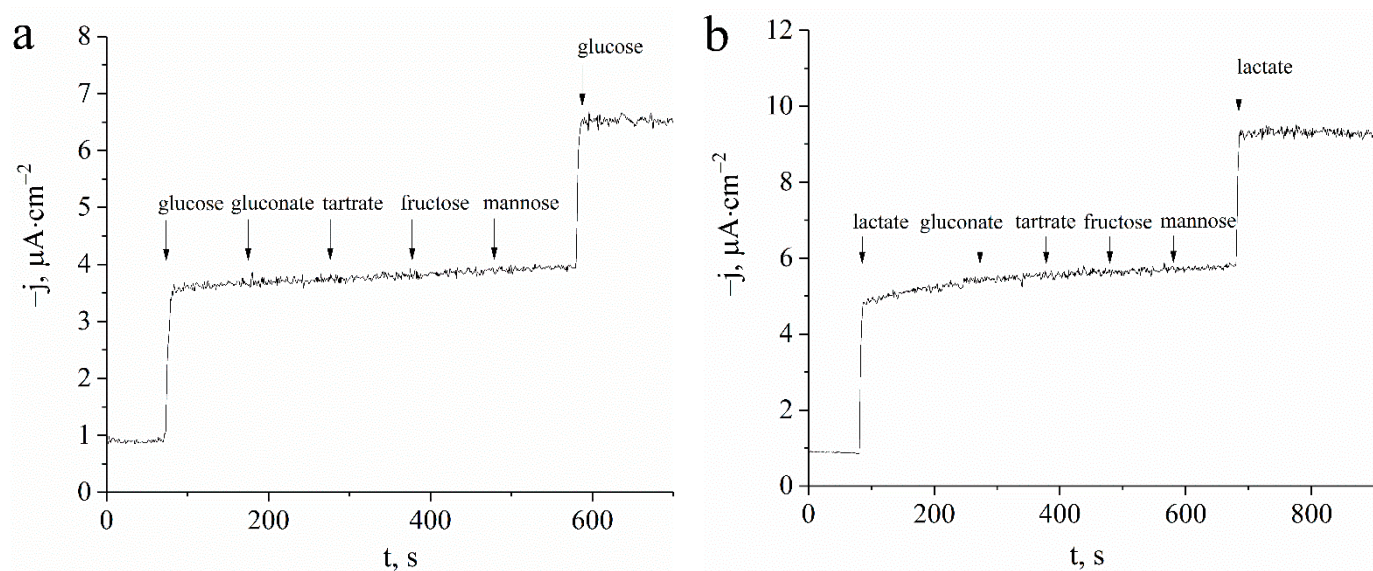 a
8
7
6
5
4
3
2
1
0
−j, μA·cm⁻²
glucose
glucose gluconate tartrate fructose mannose
0 200 400 600
t, s
b
12
10
8
6
4
2
0
−j, μA·cm⁻²
lactate
lactate gluconate tartrate fructose mannose
0 200 400 600 800
t, s